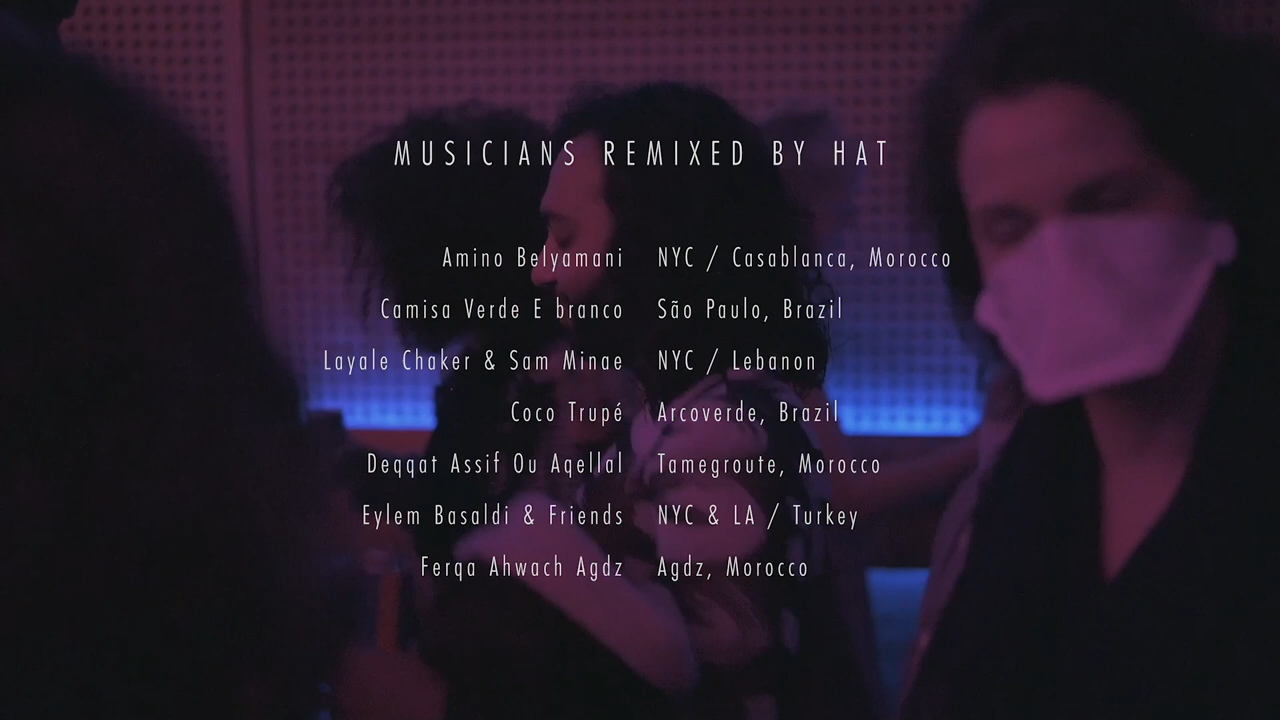 MUSICIANS REMIXED BY HAT
Amino Belyamani NYC / Casablanca, Morocco
Camisa Verde E branco São Paulo, Brazil
Layale Chaker & Sam Minae NYC / Lebanon
Coco Trupé Arcoverde, Brazil
Deqqat Assif Ou Aqellal Tamegroute, Morocco
Eylem Basaldi & Friends NYC & LA / Turkey
Ferqa Ahwach Agdz Agdz, Morocco